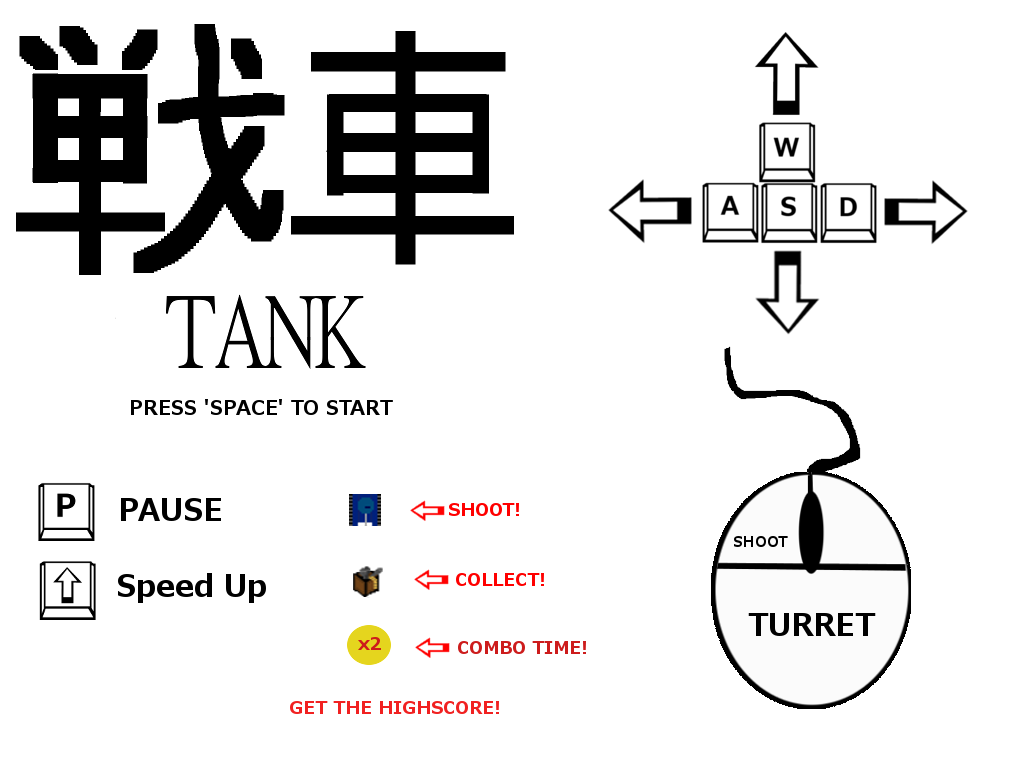 戦車
TANK
PRESS 'SPACE' TO START
W
A S D
P PAUSE
Speed Up
SHOOT!
COLLECT!
x2 COMBO TIME!
GET THE HIGHSCORE!
SHOOT
TURRET